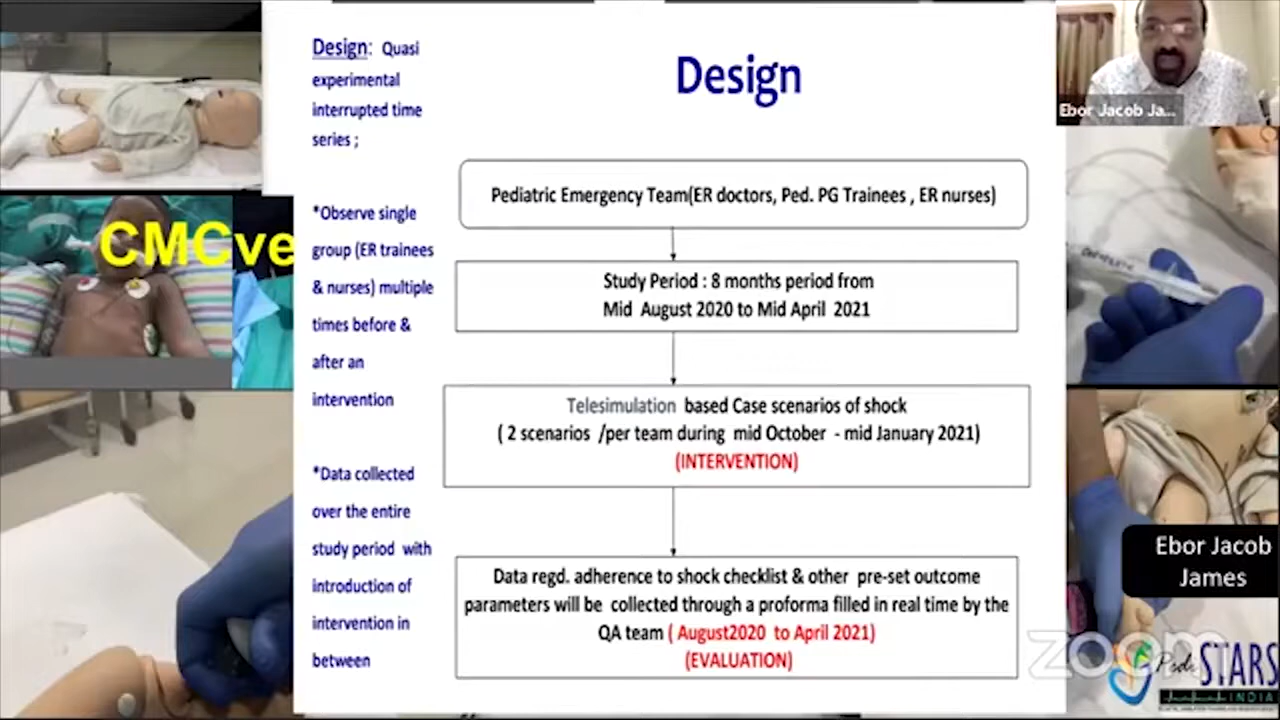 Design: Quasi
experimental
interrupted time
series ;
*Observe single
group (ER trainees
& nurses) multiple
times before &
after an
intervention
*Data collected
over the entire
study period with
introduction of
intervention in
between
Design
Pediatric Emergency Team(ER doctors, Ped. PG Trainees , ER nurses)
Study Period : 8 months period from
Mid August 2020 to Mid April 2021
Telesimulation based Case scenarios of shock
( 2 scenarios /per team during mid October - mid January 2021)
(INTERVENTION)
Data regd. adherence to shock checklist & other pre-set outcome
parameters will be collected through a proforma filled in real time by the
QA team ( August2020 to April 2021)
(EVALUATION)
CMCve
Ebor Jacob Ja...
Ebor Jacob
James
zoom
Pedi STARS
INDIA